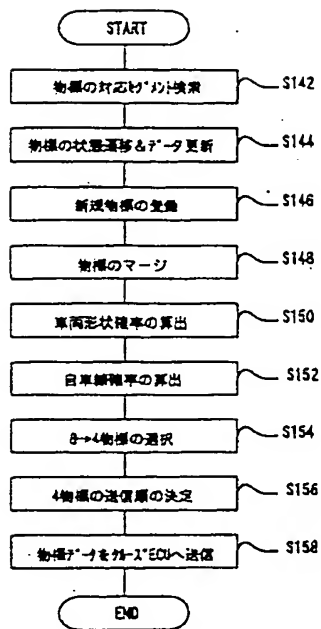 START
物標の対応セグメント検索
S142
物標の状態遷移&データ更新
S144
新規物標の登録
S146
物標のマージ
S148
車両形状確率の算出
S150
自車線確率の算出
S152
8→4物標の選択
S154
4物標の送信順の決定
S156
物標データをクルーズECUへ送信
S158
END